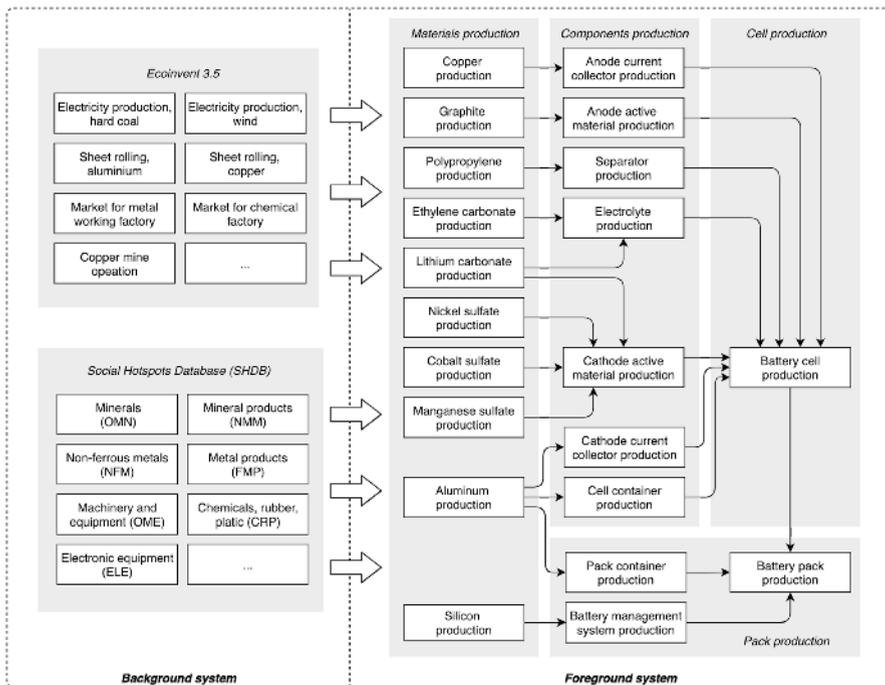 Ecoinvent 3.5
Electricity production,
hard coal
Electricity production,
wind
Sheet rolling,
aluminium
Sheet rolling,
copper
Market for metal
working factory
Market for chemical
factory
Copper mine
opeation
...
Social Hotspots Database (SHDB)
Minerals
(OMN)
Mineral products
(NMM)
Non-ferrous metals
(NFM)
Metal products
(FMP)
Machinery and
equipment (OME)
Chemicals, rubber,
platic (CRP)
Electronic equipment
(ELE)
...
Background system
Materials production
Copper
production
Graphite
production
Polypropylene
production
Ethylene carbonate
production
Lithium carbonate
production
Nickel sulfate
production
Cobalt sulfate
production
Manganese sulfate
production
Aluminum
production
Silicon
production
Components production
Anode current
collector production
Anode active
material production
Separator
production
Electrolyte
production
Cathode active
material production
Cathode current
collector production
Cell container
production
Cell production
Battery cell
production
Pack container
production
Battery pack
production
Battery management
system production
Pack production
Foreground system